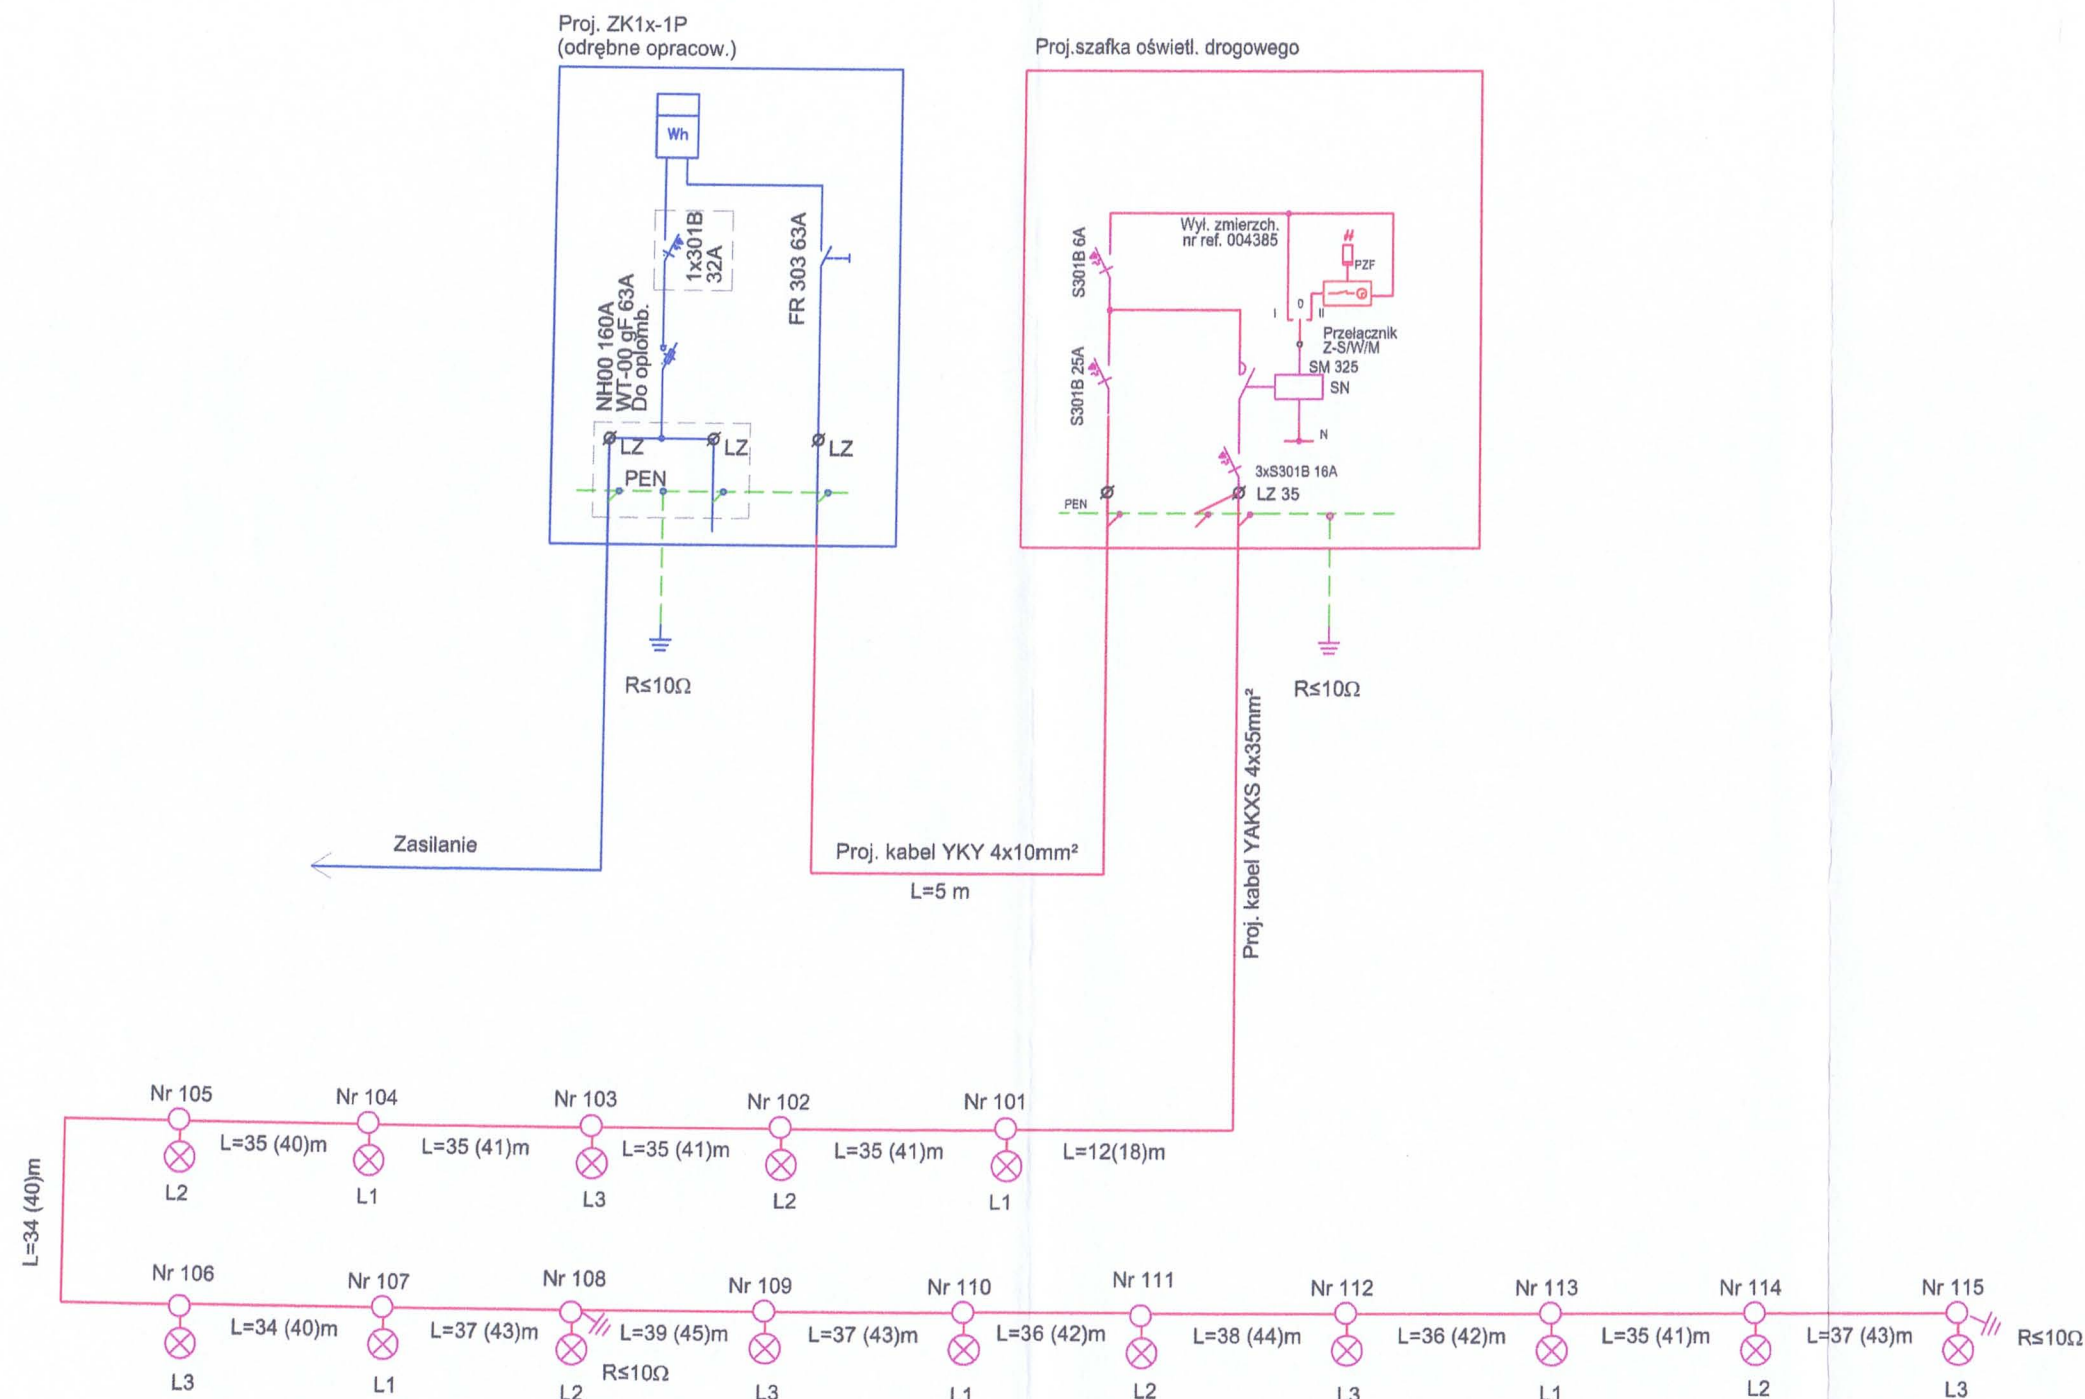 Proj. ZK1x-1P
(odrębne opracow.)
Wh
1x301B
32A
FR 303 63A
NH00 160A
WT-00 gF 63A
Do oplomb.
LZ
LZ
LZ
PEN
R≤10Ω
Zasilanie
Proj. kabel YKY 4x10mm²
L=5 m
Proj.szafka oświetl. drogowego
S301B 6A
Wył. zmierzch.
nr ref. 004385
PZF
I
0
II
Przełącznik
Z-S/W/M
S301B 25A
SM 325
SN
N
3xS301B 16A
LZ 35
PEN
R≤10Ω
Proj. kabel YAKXS 4x35mm²
Nr 105
Nr 104
Nr 103
Nr 102
Nr 101
L=35 (40)m
L=35 (41)m
L=35 (41)m
L=35 (41)m
L=12(18)m
L2
L1
L3
L2
L1
L=34 (40)m
Nr 106
Nr 107
Nr 108
Nr 109
Nr 110
Nr 111
Nr 112
Nr 113
Nr 114
Nr 115
L=34 (40)m
L=37 (43)m
L=39 (45)m
L=37 (43)m
L=36 (42)m
L=38 (44)m
L=36 (42)m
L=35 (41)m
L=37 (43)m
R≤10Ω
R≤10Ω
L3
L1
L2
L3
L1
L2
L3
L1
L2
L3